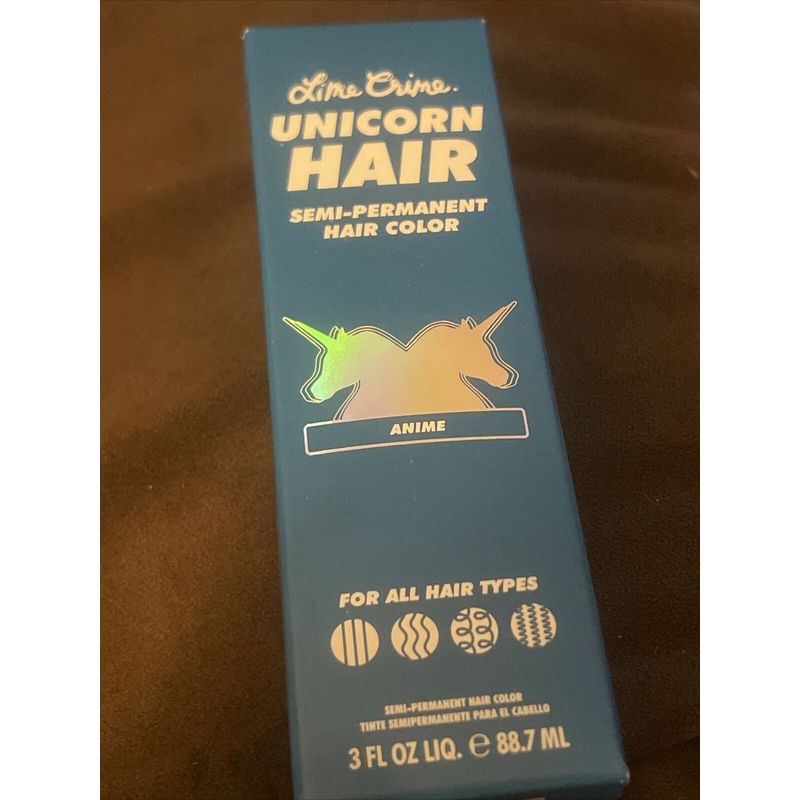 Lime Crime.
UNICORN
HAIR
SEMI-PERMANENT
HAIR COLOR
ANIME
FOR ALL HAIR TYPES
SEMI-PERMANENT HAIR COLOR
TINTE SEMIPERMANENTE PARA EL CABELLO
3 FL OZ LIQ. ℮ 88.7 ML